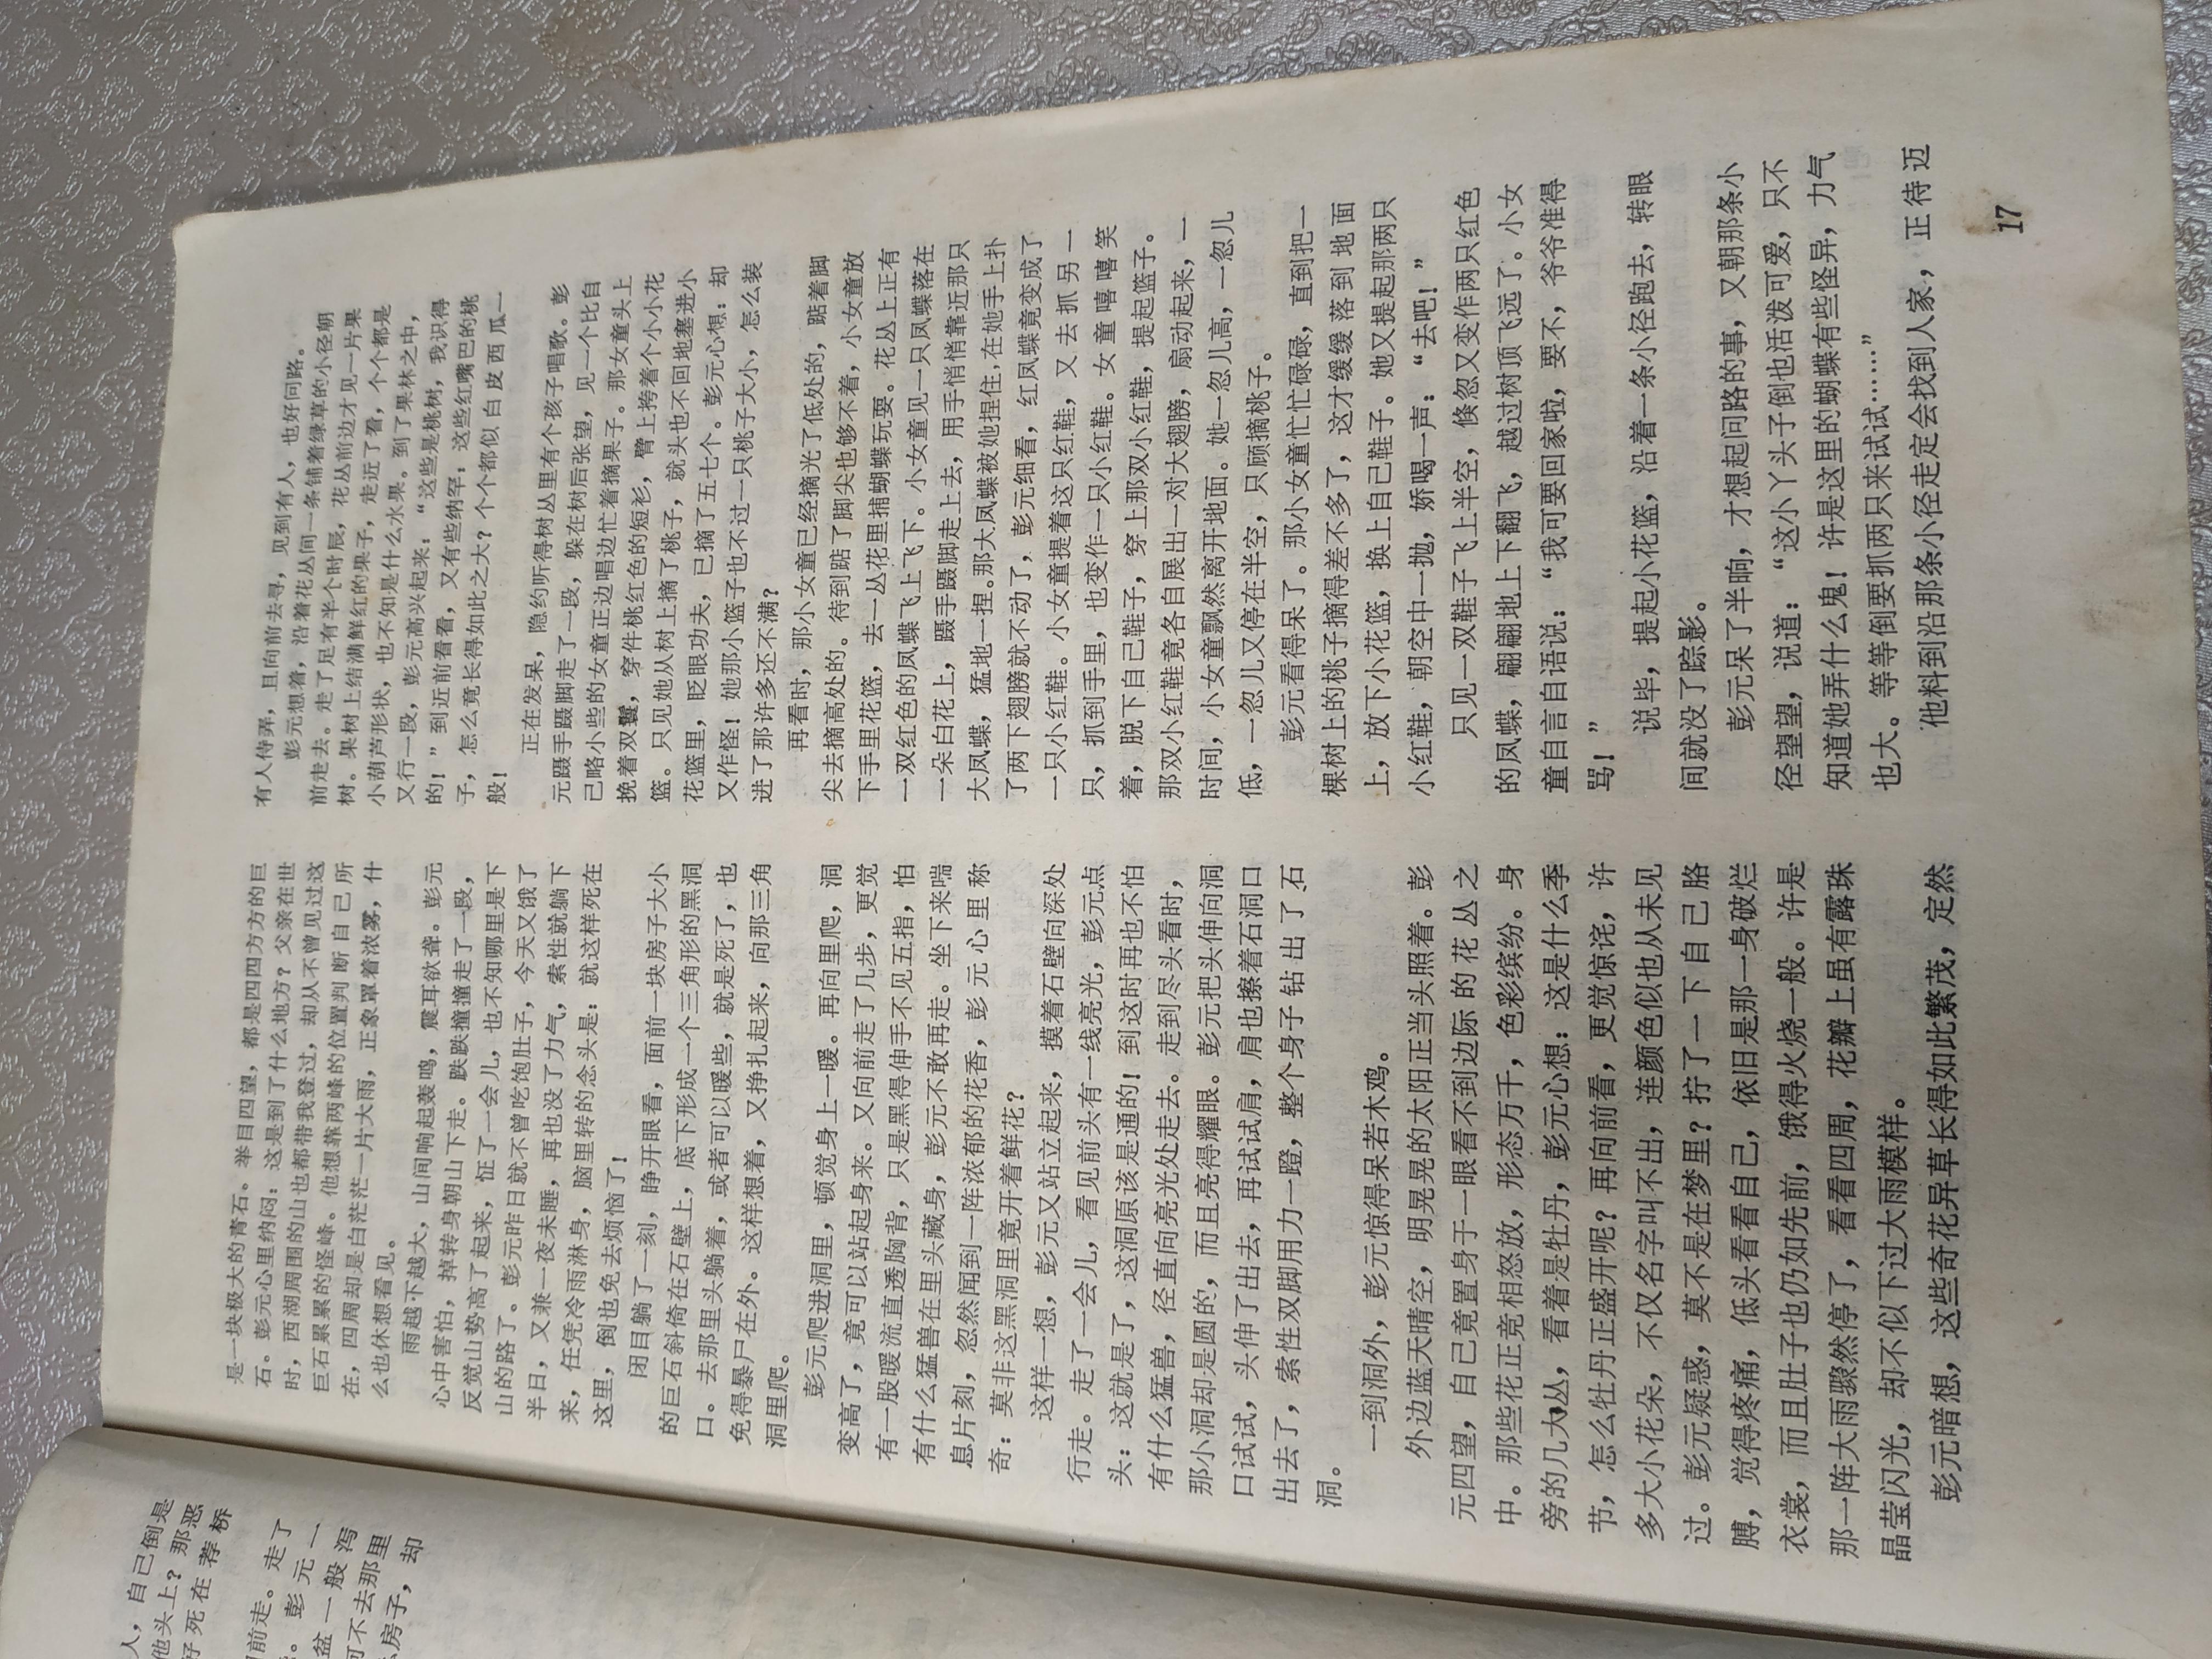 人，自己倒是
他头上？那恶
好死在荐桥
前走。走了
。彭元一
盆一般泻
可不去那里
房子，却
是一块极大的青石。举目四望，都是四四方方的巨
石。彭元心里纳闷：这是到了什么地方？父亲在世
时，西湖周围的山也都带我登过，却从不曾见过这
巨石累累的怪峰。他想靠两峰的位置判断自己所
在，四周却是白茫茫一片大雨，正象罩着浓雾，什
么也休想看见。
雨越下越大，山间响起轰鸣，震耳欲聋。彭元
心中害怕，掉转身朝山下走。跌跌撞撞走了一段，
反觉山势高了起来，怔了一会儿，也不知哪里是下
山的路了。彭元昨日就不曾吃饱肚子，今天又饿了
半日，又兼一夜未睡，再也没了力气，索性就躺下
来，任凭冷雨淋身，脑里转的念头是：就这样死在
这里，倒也免去烦恼了！
闭目躺了一刻，睁开眼看，面前一块房子大小
的巨石斜倚在石壁上，底下形成一个三角形的黑洞
口。去那里头躺着，或者可以暖些，就是死了，也
免得暴尸在外。这样想着，又挣扎起来，向那三角
洞里爬。
彭元爬进洞里，顿觉身上一暖。再向里爬，洞
变高了，竟可以站起身来。又向前走了几步，更觉
有一股暖流直透胸背，只是黑得伸手不见五指，怕
有什么猛兽在里头藏身，彭元不敢再走。坐下来喘
息片刻，忽然闻到一阵浓郁的花香，彭元心里称
奇：莫非这黑洞里竟开着鲜花？
这样一想，彭元又站立起来，摸着石壁向深处
行走。走了一会儿，看见前头有一线亮光，彭元点
头：这就是了，这洞原该是通的！到这时再也不怕
有什么猛兽，径直向亮光处走去。走到尽头看时，
那小洞却是圆的，而且亮得耀眼。彭元把头伸向洞
口试试，头伸了出去，再试试肩，肩也擦着石洞口
出去了，索性双脚用力一蹬，整个身子钻出了石
洞。
一到洞外，彭元惊得呆若木鸡。
外边蓝天晴空，明晃晃的太阳正当头照着。彭
元四望，自己竟置身于一眼看不到边际的花丛之
中。那些花正竞相怒放，形态万千，色彩缤纷。身
旁的几大丛，看着是牡丹，彭元心想：这是什么季
节，怎么牡丹正盛开呢？再向前看，更觉惊诧，许
多大小花朵，不仅名字叫不出，连颜色似也从未见
过。彭元疑惑，莫不是在梦里？拧了一下自己胳
膊，觉得疼痛，低头看看自己，依旧是那一身破烂
衣裳，而且肚子也仍如先前，饿得火烧一般。许是
那一阵大雨骤然停了，看看四周，花瓣上虽有露珠
晶莹闪光，却不似下过大雨模样。
彭元暗想，这些奇花异草长得如此繁茂，定然
有人侍弄，且向前去寻，见到有人，也好问路。
彭元想着，沿着花丛间一条铺着绿草的小径朝
前走去。走了足有半个时辰，花丛前边才见一片果
树。果树上结满鲜红的果子，走近了看，个个都是
小葫芦形状，也不知是什么水果。到了果林之中，
又行一段，彭元高兴起来：“这些是桃树，我识得
的！”到近前看看，又有些纳罕：这些红嘴巴的桃
子，怎么竟长得如此之大？个个都似白皮西瓜一
般！
正在发呆，隐约听得树丛里有个孩子唱歌。彭
元蹑手蹑脚走了一段，躲在树后张望，见一个比自
己略小些的女童正边唱边忙着摘果子。那女童头上
挽着双鬟，穿件桃红色的短衫，臂上挎着个小小花
篮。只见她从树上摘了桃子，就头也不回地塞进小
花篮里，眨眼功夫，已摘了五七个。彭元心想：却
又作怪！她那小篮子也不过一只桃子大小，怎么装
进了那许多还不满？
再看时，那小女童已经摘光了低处的，踮着脚
尖去摘高处的。待到踮了脚尖也够不着，小女童放
下手里花篮，去一丛花里捕蝴蝶玩耍。花丛上正有
一双红色的凤蝶飞上飞下。小女童见一只凤蝶落在
一朵白花上，蹑手蹑脚走上去，用手悄悄靠近那只
大凤蝶，猛地一捏。那大凤蝶被她捏住，在她手上扑
了两下翅膀就不动了，彭元细看，红凤蝶竟变成了
一只小红鞋。小女童提着这只红鞋，又去抓另一
只，抓到手里，也变作一只小红鞋。女童嘻嘻笑
着，脱下自己鞋子，穿上那双小红鞋，提起篮子。
那双小红鞋竟各自展出一对大翅膀，扇动起来，一
时间，小女童飘然离开地面。她一忽儿高，一忽儿
低，一忽儿又停在半空，只顾摘桃子。
彭元看得呆了。那小女童忙忙碌碌，直到把一
棵树上的桃子摘得差不多了，这才缓缓落到地面
上，放下小花篮，换上自己鞋子。她又提起那两只
小红鞋，朝空中一抛，娇喝一声：“去吧！”
只见一双鞋子飞上半空，倏忽又变作两只红色
的凤蝶，翩翩地上下翻飞，越过树顶飞远了。小女
童自言自语说：“我可要回家啦，要不，爷爷准得
骂！”
说毕，提起小花篮，沿着一条小径跑去，转眼
间就没了踪影。
彭元呆了半晌，才想起问路的事，又朝那条小
径望望，说道：“这小丫头子倒也活泼可爱，只不
知道她弄什么鬼！许是这里的蝴蝶有些怪异，力气
也大。等等倒要抓两只来试试……”
他料到沿那条小径走定会找到人家，正待迈
17